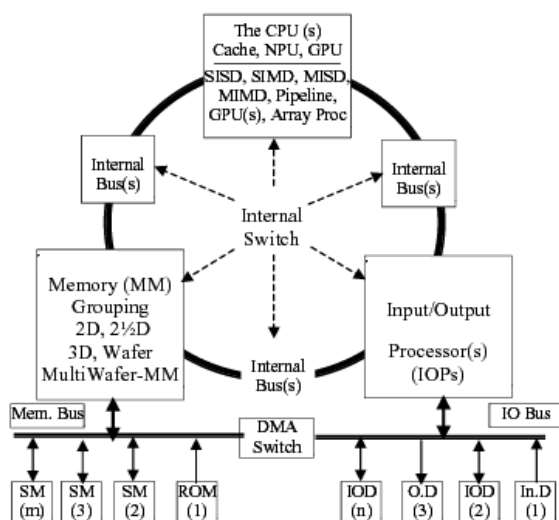 The CPU (s)
Cache, NPU, GPU
SISD, SIMD, MISD,
MIMD, Pipeline,
GPU(s), Array Proc
Internal
Bus(s)
Internal
Bus(s)
Internal
Switch
Memory (MM)
Grouping
2D, 2½D
3D, Wafer
MultiWafer-MM
Input/Output
Processor(s)
(IOPs)
Internal
Bus(s)
Mem. Bus
IO Bus
DMA
Switch
SM
(m)
SM
(3)
SM
(2)
ROM
(1)
IOD
(n)
O.D
(3)
IOD
(2)
In.D
(1)